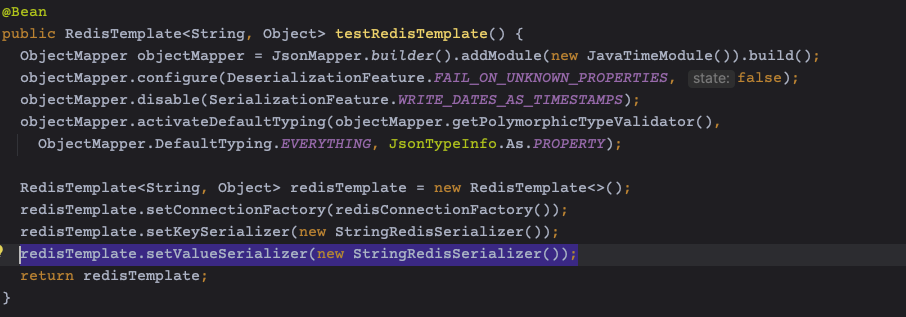 @Bean
public RedisTemplate<String, Object> testRedisTemplate() {
ObjectMapper objectMapper = JsonMapper.builder().addModule(new JavaTimeModule()).build();
objectMapper.configure(DeserializationFeature.FAIL_ON_UNKNOWN_PROPERTIES, state: false);
objectMapper.disable(SerializationFeature.WRITE_DATES_AS_TIMESTAMPS);
objectMapper.activateDefaultTyping(objectMapper.getPolymorphicTypeValidator(),
ObjectMapper.DefaultTyping.EVERYTHING, JsonTypeInfo.As.PROPERTY);
RedisTemplate<String, Object> redisTemplate = new RedisTemplate<>();
redisTemplate.setConnectionFactory(redisConnectionFactory());
redisTemplate.setKeySerializer(new StringRedisSerializer());
redisTemplate.setValueSerializer(new StringRedisSerializer());
return redisTemplate;
}